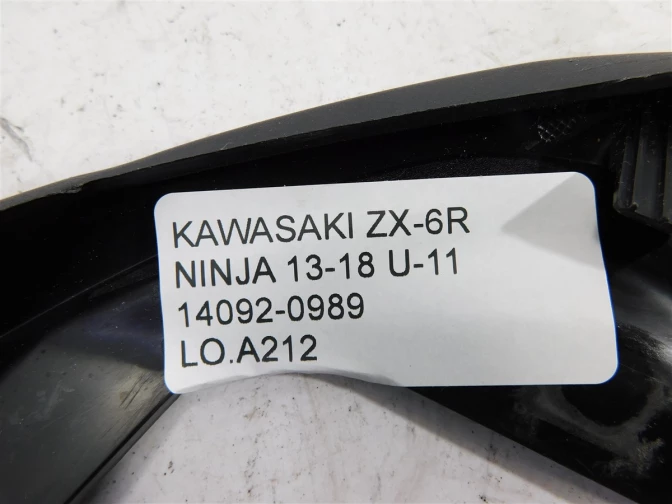 KAWASAKI ZX-6R
NINJA 13-18 U-11
14092-0989
LO.A212